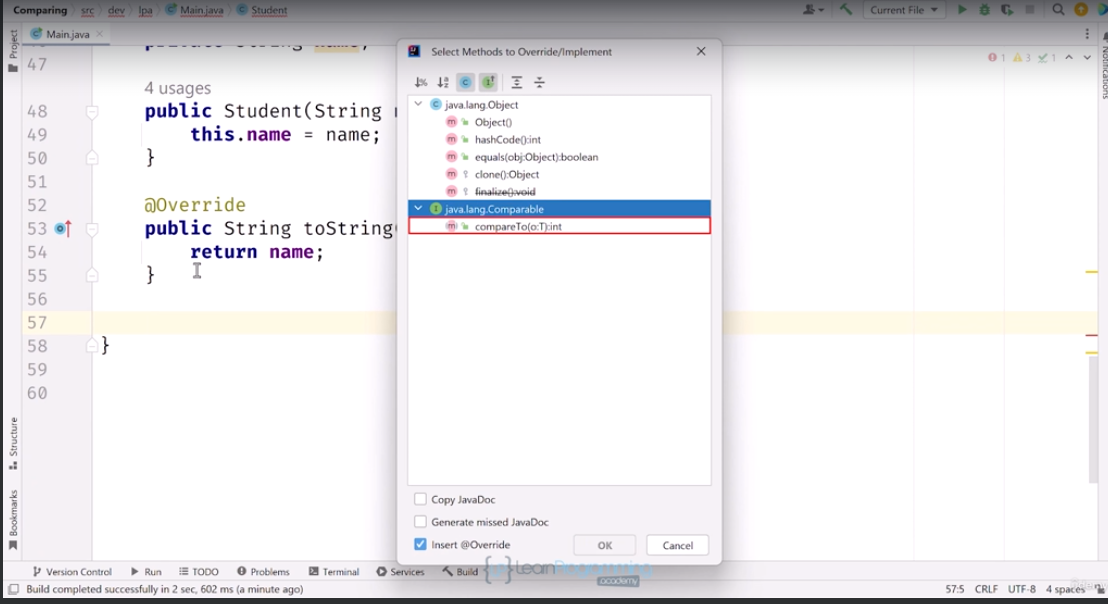 Comparing src dev lpa Main.java Student
Current File
Project
Main.java
Notifications
1 3 1
47
4 usages
48 public Student(String
49 this.name = name;
50 }
51
52 @Override
53 public String toString
54 return name;
55 }
56
57
58 }
59
60
Select Methods to Override/Implement
java.lang.Object
m Object()
m hashCode():int
m equals(obj:Object):boolean
m clone():Object
m finalize():void
java.lang.Comparable
m compareTo(o:T):int
Copy JavaDoc
Generate missed JavaDoc
Insert @Override
OK Cancel
Structure
Bookmarks
Version Control Run TODO Problems Terminal Services Build
LearnProgramming
academy
Build completed successfully in 2 sec, 602 ms (a minute ago)
57:5 CRLF UTF-8 4 spaces